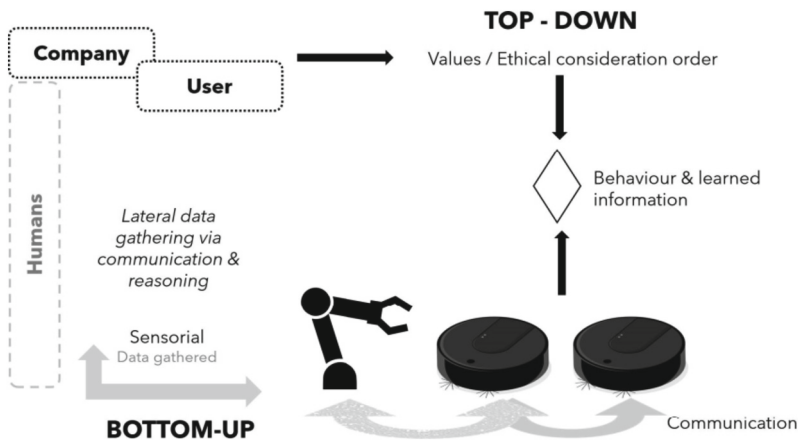 TOP - DOWN
Company
User
Values / Ethical consideration order
Behaviour & learned
information
Humans
Lateral data
gathering via
communication &
reasoning
Sensorial
Data gathered
BOTTOM-UP
Communication